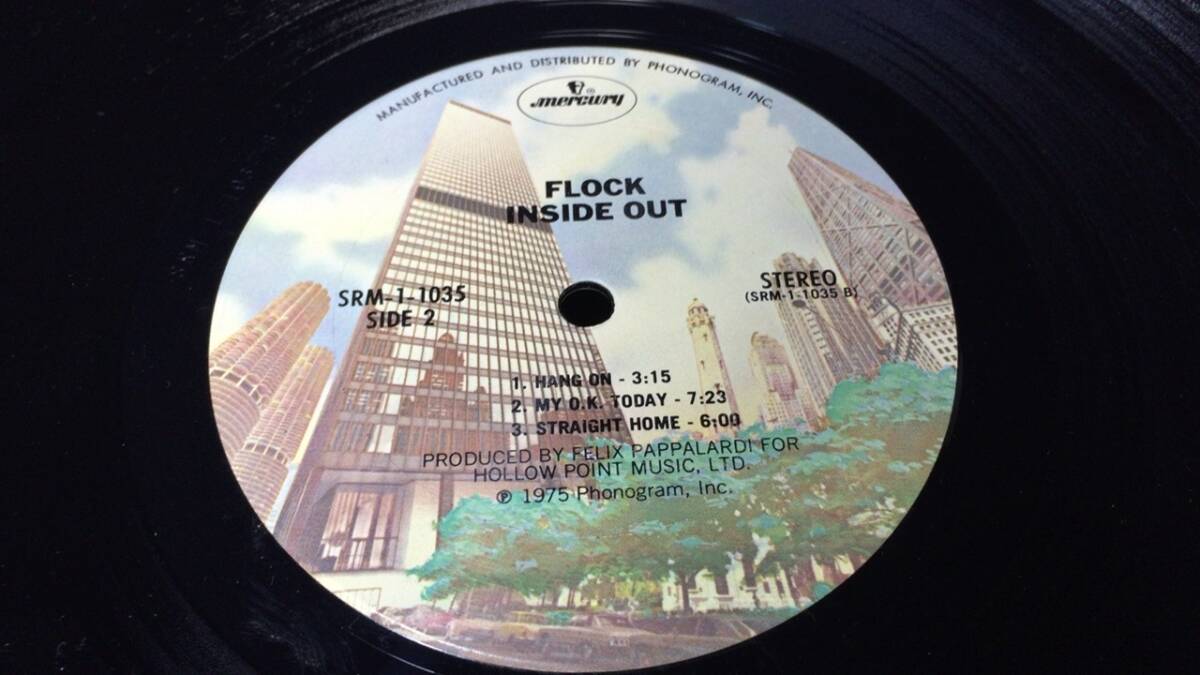 MANUFACTURED AND DISTRIBUTED BY PHONOGRAM, INC.
mercury ®
FLOCK
INSIDE OUT
SRM-1-1035
SIDE 2
STEREO
(SRM-1-1035 B)
1. HANG ON - 3:15
2. MY O.K. TODAY - 7:23
3. STRAIGHT HOME - 6:00
PRODUCED BY FELIX PAPPALARDI FOR
HOLLOW POINT MUSIC, LTD.
℗ 1975 Phonogram, Inc.